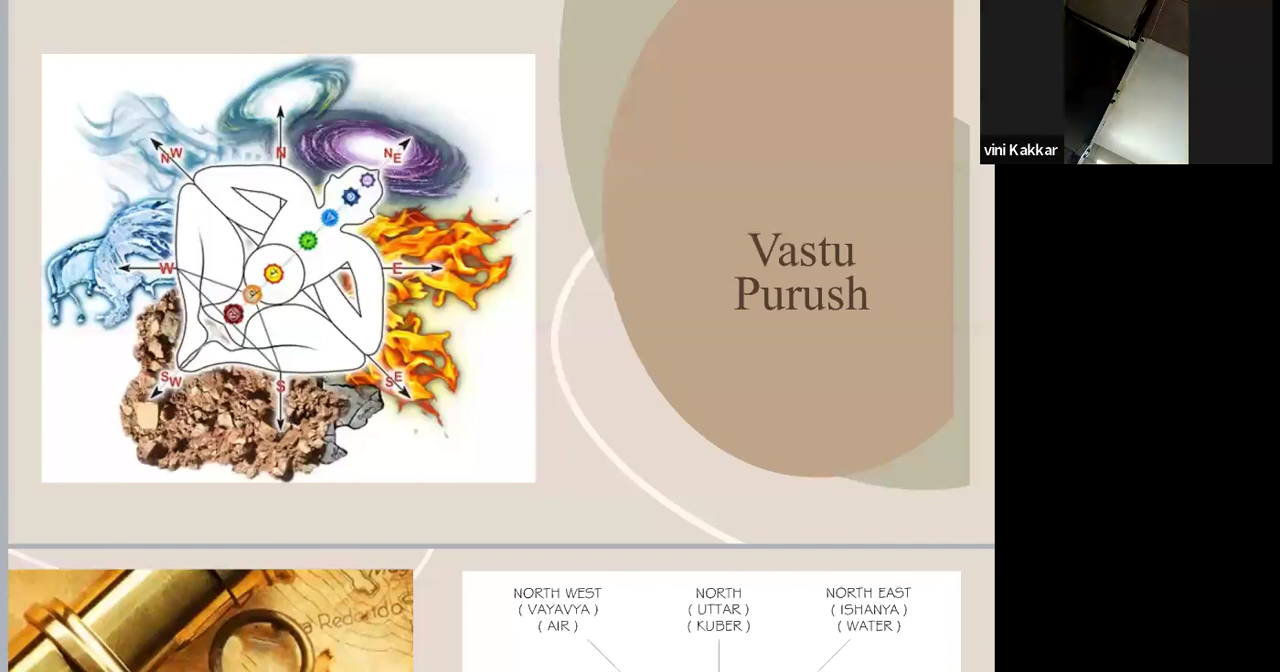 NW
N
NE
W
E
SW
S
SE
Vastu
Purush
vini Kakkar
NORTH WEST
( VAYAVYA )
( AIR )
NORTH
( UTTAR )
( KUBER )
NORTH EAST
( ISHANYA )
( WATER )
a Redondo